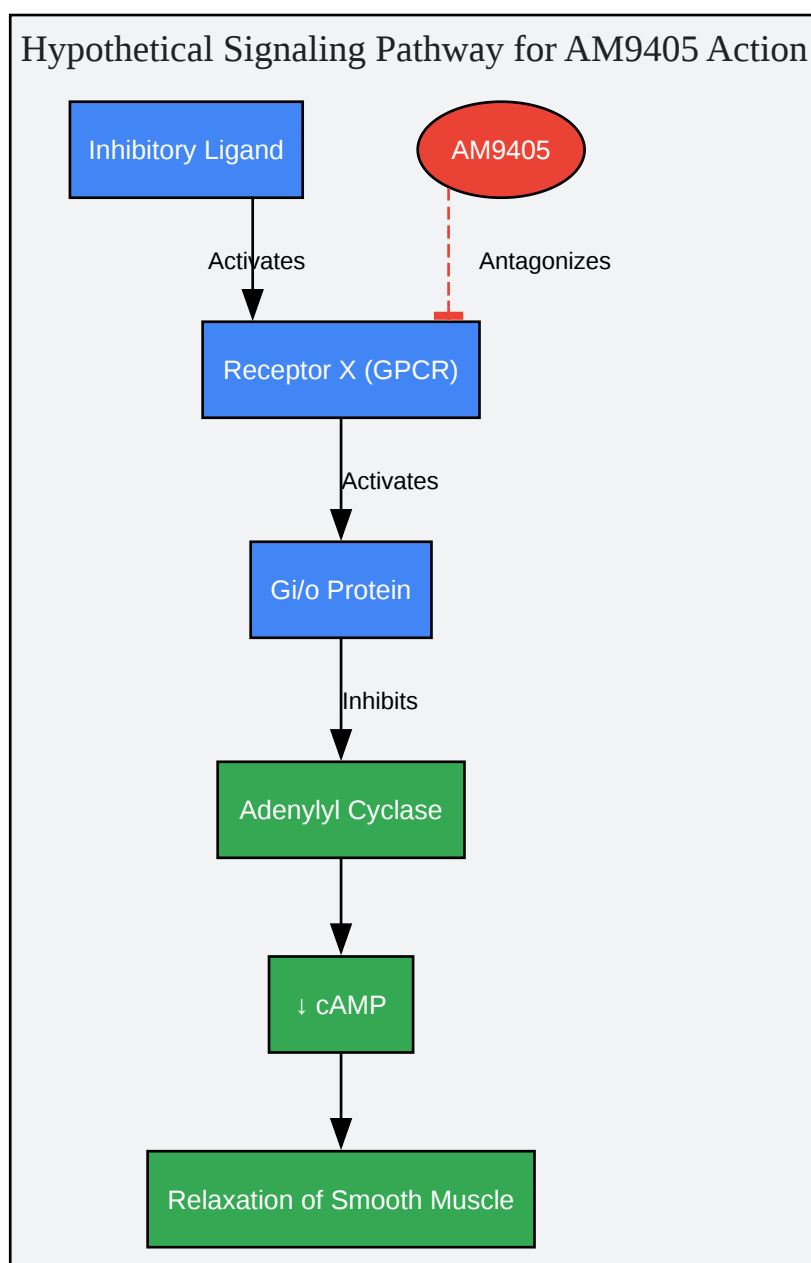 Hypothetical Signaling Pathway for AM9405 Action
Inhibitory Ligand
AM9405
Activates
Antagonizes
Receptor X (GPCR)
Activates
Gi/o Protein
Inhibits
Adenylyl Cyclase
↓ cAMP
Relaxation of Smooth Muscle